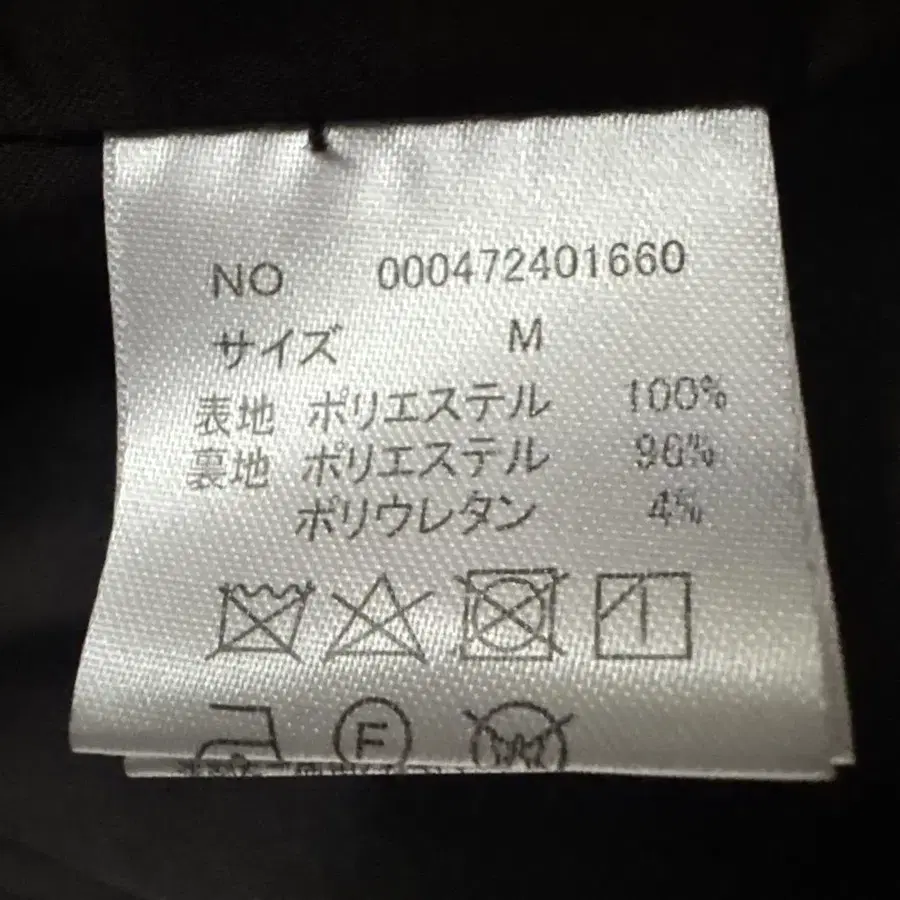 NO 000472401660
サイズ M
表地 ポリエステル 100%
裏地 ポリエステル 96%
ポリウレタン 4%
F